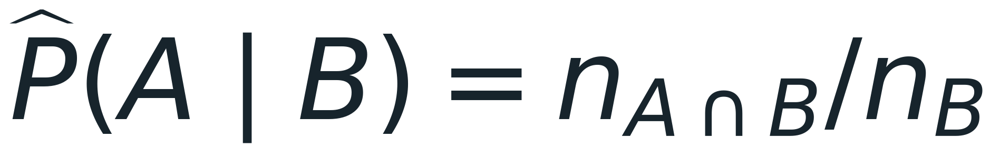 P̂(A | B) = n_{A ∩ B}/n_B